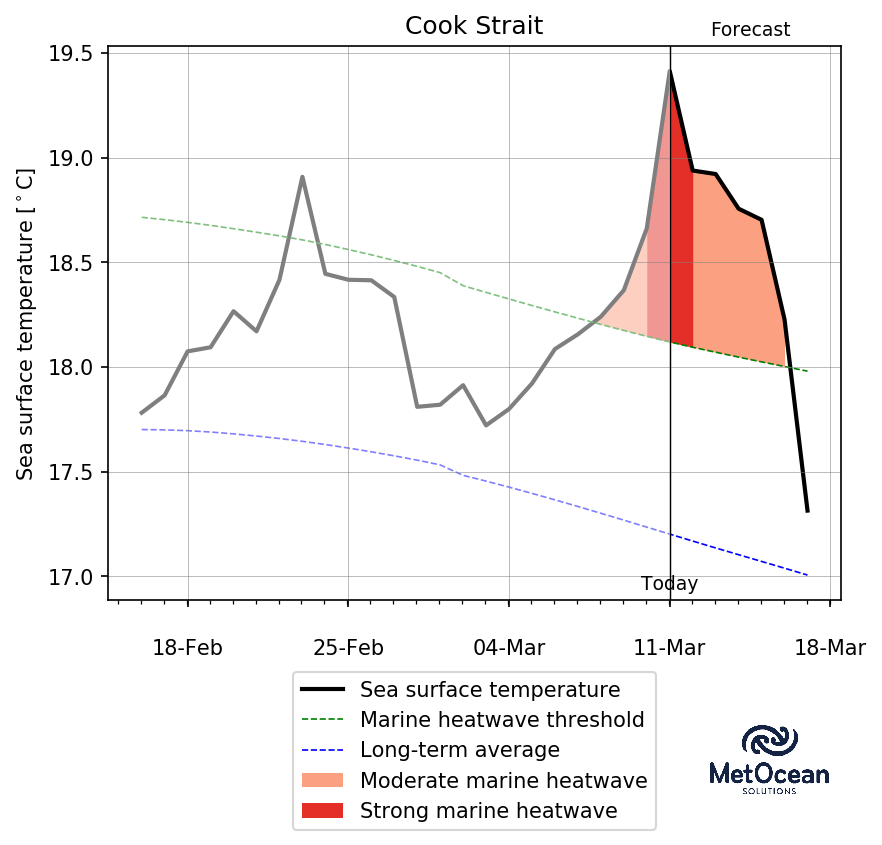 Cook Strait
Forecast
Sea surface temperature [°C]
19.5
19.0
18.5
18.0
17.5
17.0
Today
18-Feb
25-Feb
04-Mar
11-Mar
18-Mar
Sea surface temperature
Marine heatwave threshold
Long-term average
Moderate marine heatwave
Strong marine heatwave
MetOcean
SOLUTIONS